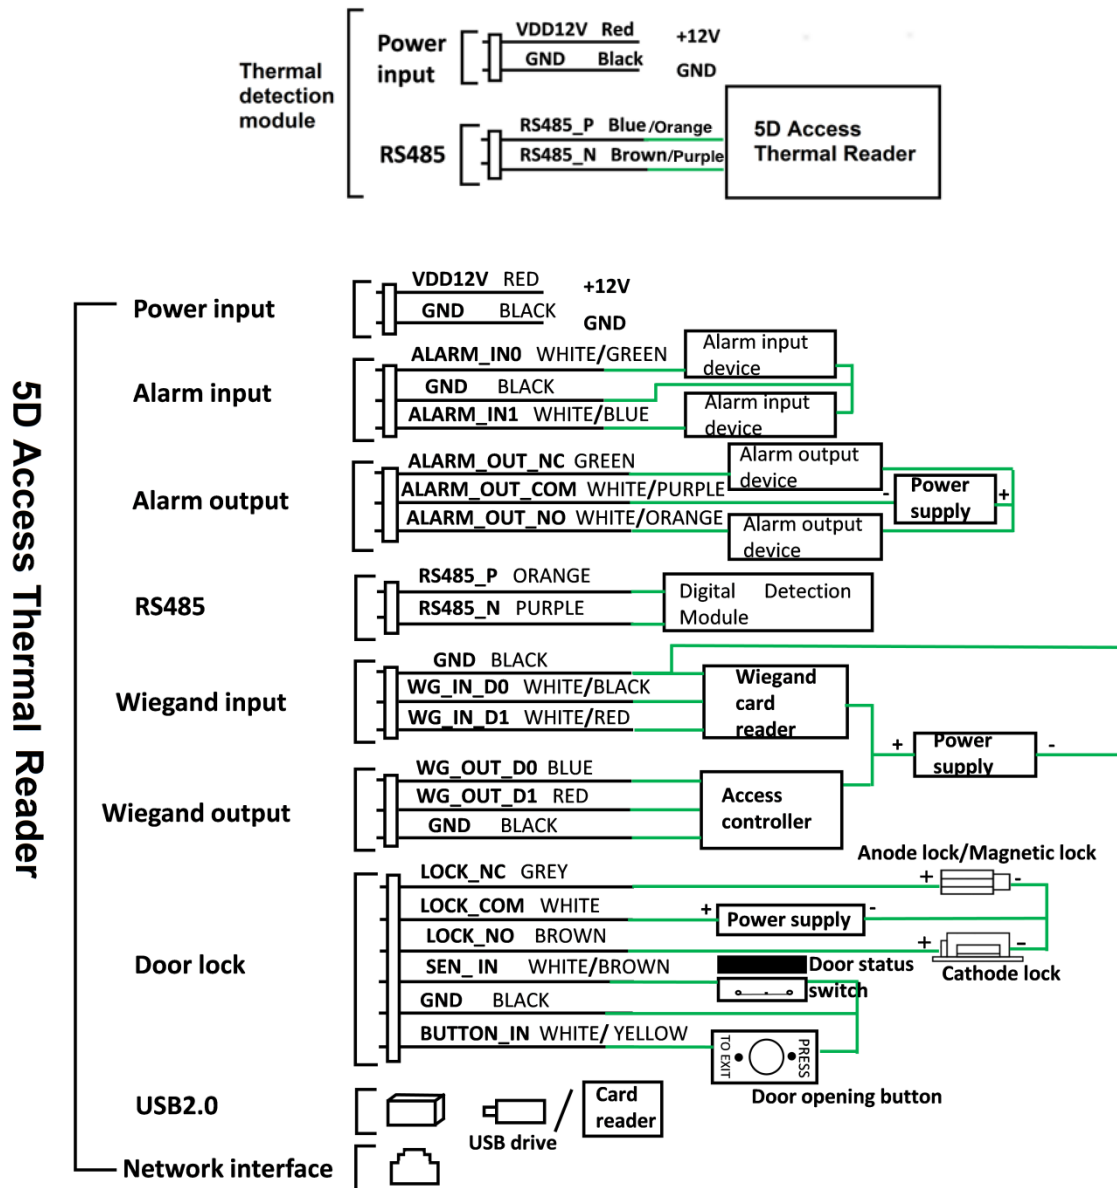 Thermal
detection
module
Power
input
VDD12V Red +12V
GND Black GND
RS485
RS485_P Blue/Orange
RS485_N Brown/Purple
5D Access
Thermal Reader
5D Access Thermal Reader
Power input
VDD12V RED +12V
GND BLACK GND
Alarm input
ALARM_IN0 WHITE/GREEN
GND BLACK
ALARM_IN1 WHITE/BLUE
Alarm input
device
Alarm input
device
Alarm output
ALARM_OUT_NC GREEN
ALARM_OUT_COM WHITE/PURPLE
ALARM_OUT_NO WHITE/ORANGE
Alarm output
device
- Power +
supply
Alarm output
device
RS485
RS485_P ORANGE
RS485_N PURPLE
Digital Detection
Module
Wiegand input
GND BLACK
WG_IN_D0 WHITE/BLACK
WG_IN_D1 WHITE/RED
Wiegand
card
reader
+ Power -
supply
Wiegand output
WG_OUT_D0 BLUE
WG_OUT_D1 RED
GND BLACK
Access
controller
Door lock
LOCK_NC GREY
LOCK_COM WHITE
LOCK_NO BROWN
SEN_IN WHITE/BROWN
GND BLACK
BUTTON_IN WHITE/ YELLOW
Anode lock/Magnetic lock
+ -
+ Power supply -
+ -
Cathode lock
Door status
switch
TO EXIT
PRESS
Door opening button
USB2.0
USB drive
/
Card
reader
Network interface